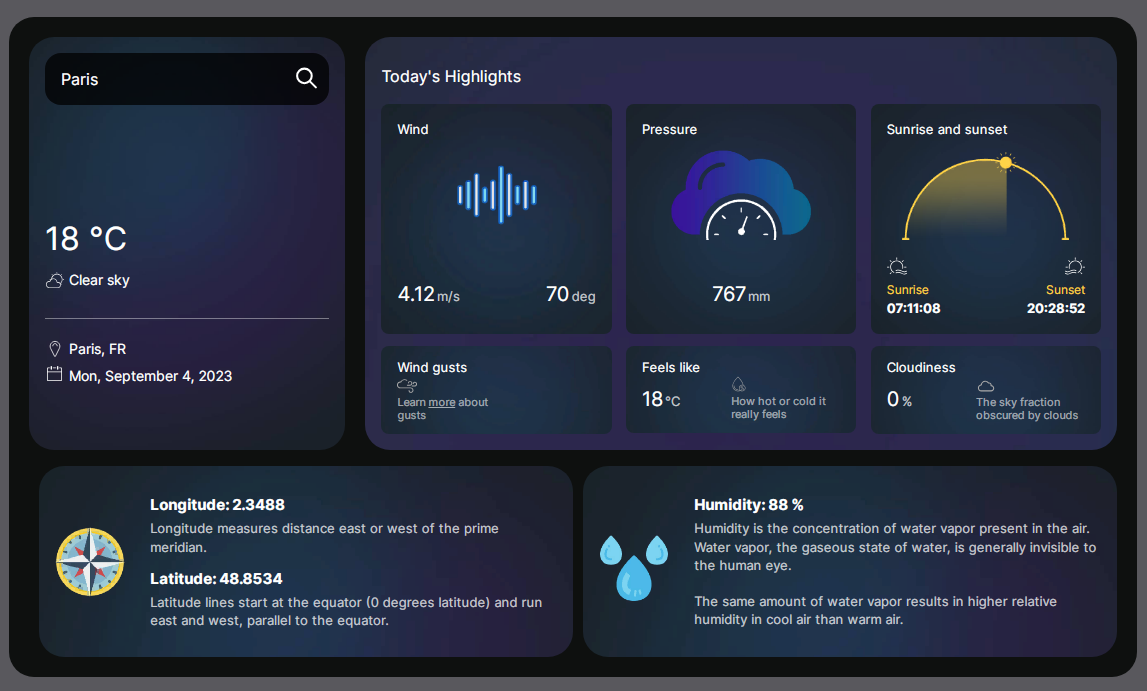 Paris
18 °C
Clear sky
Paris, FR
Mon, September 4, 2023
Today's Highlights
Wind
4.12 m/s
70 deg
Pressure
767 mm
Sunrise and sunset
Sunrise
07:11:08
Sunset
20:28:52
Wind gusts
Learn more about
gusts
Feels like
18 °C
How hot or cold it
really feels
Cloudiness
0 %
The sky fraction
obscured by clouds
Longitude: 2.3488
Longitude measures distance east or west of the prime
meridian.
Latitude: 48.8534
Latitude lines start at the equator (0 degrees latitude) and run
east and west, parallel to the equator.
Humidity: 88 %
Humidity is the concentration of water vapor present in the air.
Water vapor, the gaseous state of water, is generally invisible to
the human eye.
The same amount of water vapor results in higher relative
humidity in cool air than warm air.